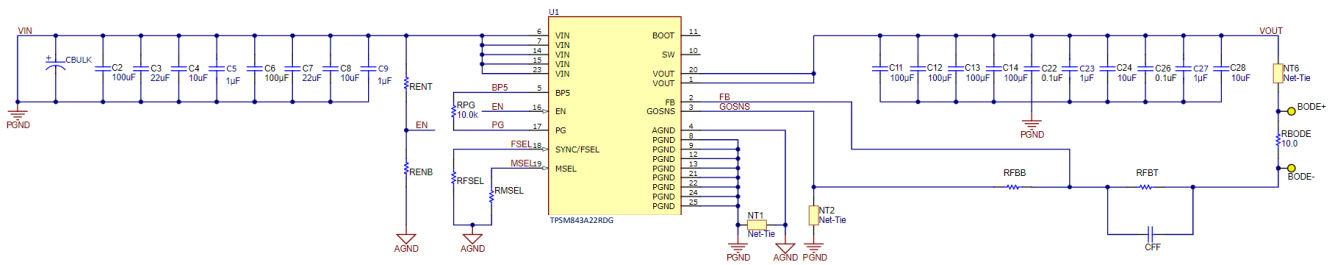 U1
VIN
CBULK
C2
100uF
C3
22uF
C4
10uF
C5
1µF
C6
100µF
C7
22uF
C8
10uF
C9
1µF
PGND
RENT
EN
RENB
AGND
BP5
RPG
10.0k
EN
PG
FSEL
MSEL
RFSEL
RMSEL
AGND
6
7
14
15
23
5
16
17
18
19
VIN
VIN
VIN
VIN
VIN
BP5
EN
PG
SYNC/FSEL
MSEL
BOOT
SW
VOUT
VOUT
FB
GOSNS
AGND
PGND
PGND
PGND
PGND
PGND
PGND
PGND
PGND
TPSM843A22RDG
11
10
20
1
2
3
4
8
9
12
13
21
22
24
25
FB
GOSNS
NT1
Net-Tie
PGND
AGND
NT2
Net-Tie
PGND
VOUT
C11
100µF
C12
100µF
C13
100µF
C14
100µF
C22
0.1uF
C23
1µF
C24
10uF
C26
0.1uF
C27
1µF
C28
10uF
PGND
NT6
Net-Tie
BODE+
RBODE
10.0
BODE-
RFBB
RFBT
CFF